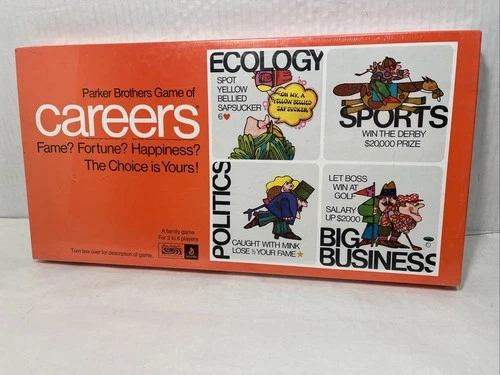 Parker Brothers Game of
careers
Fame? Fortune? Happiness?
The Choice is Yours!
A family game
For 2 to 6 players
Turn box over for description of game.
ECOLOGY
SPOT
YELLOW
BELLIED
SAPSUCKER
6♥
OH MY, A
YELLOW BELLIED
SAPSUCKER!
SPORTS
WIN THE DERBY
$20,000 PRIZE
POLITICS
CAUGHT WITH MINK
LOSE ½ YOUR FAME ★
LET BOSS
WIN AT
GOLF
SALARY
UP $2000
BIG
BUSINESS